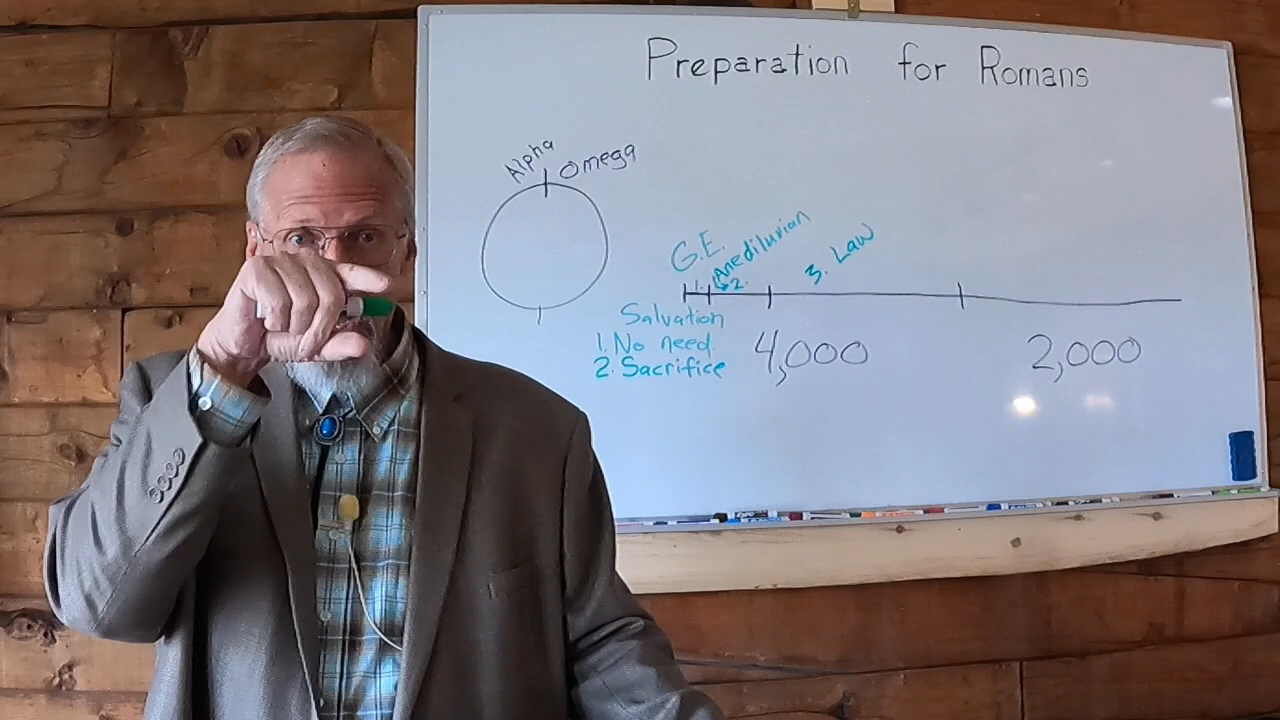 Preparation for Romans
Alpha Omega
G.E. Anediluvian 3. Law
1. 2.
Salvation
1. No need
2. Sacrifice
4,000 2,000